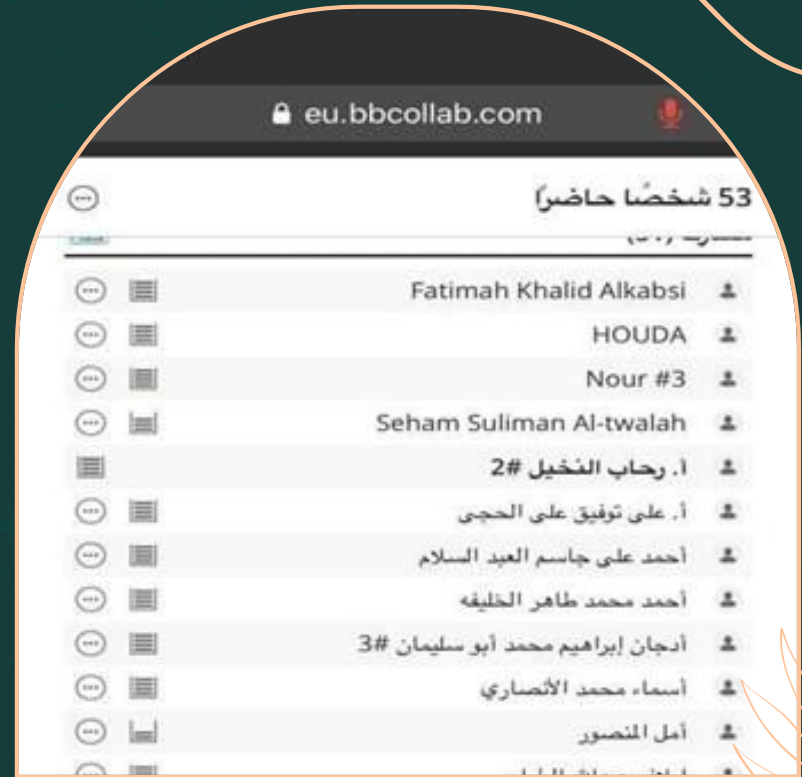 eu.bbcollab.com
53 شخصًا حاضرًا
Fatimah Khalid Alkabsi
HOUDA
Nour #3
Seham Suliman Al-twalah
أ. رحاب النخيل #2
أ. على توفيق على الحجى
أحمد على جاسم العبد السلام
أحمد محمد طاهر الخليفه
أدجان إبراهيم محمد أبو سليمان #3
أسماء محمد الأنصاري
أمل المنصور